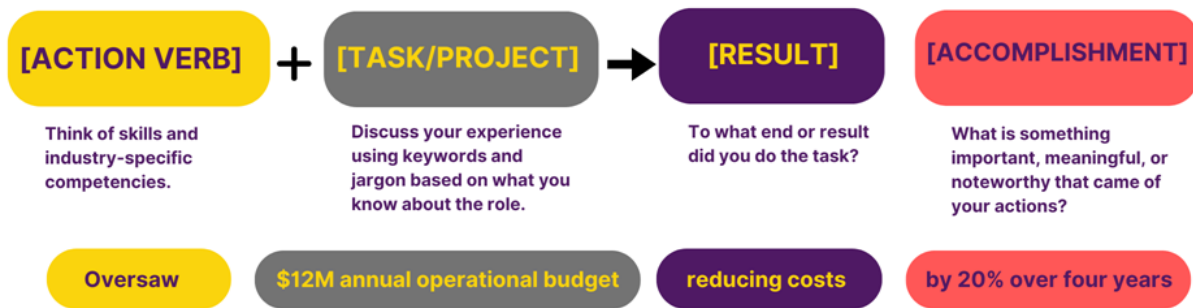 [ACTION VERB] + [TASK/PROJECT] → [RESULT] [ACCOMPLISHMENT]
Think of skills and
industry-specific
competencies.
Discuss your experience
using keywords and
jargon based on what you
know about the role.
To what end or result
did you do the task?
What is something
important, meaningful, or
noteworthy that came of
your actions?
Oversaw $12M annual operational budget reducing costs by 20% over four years